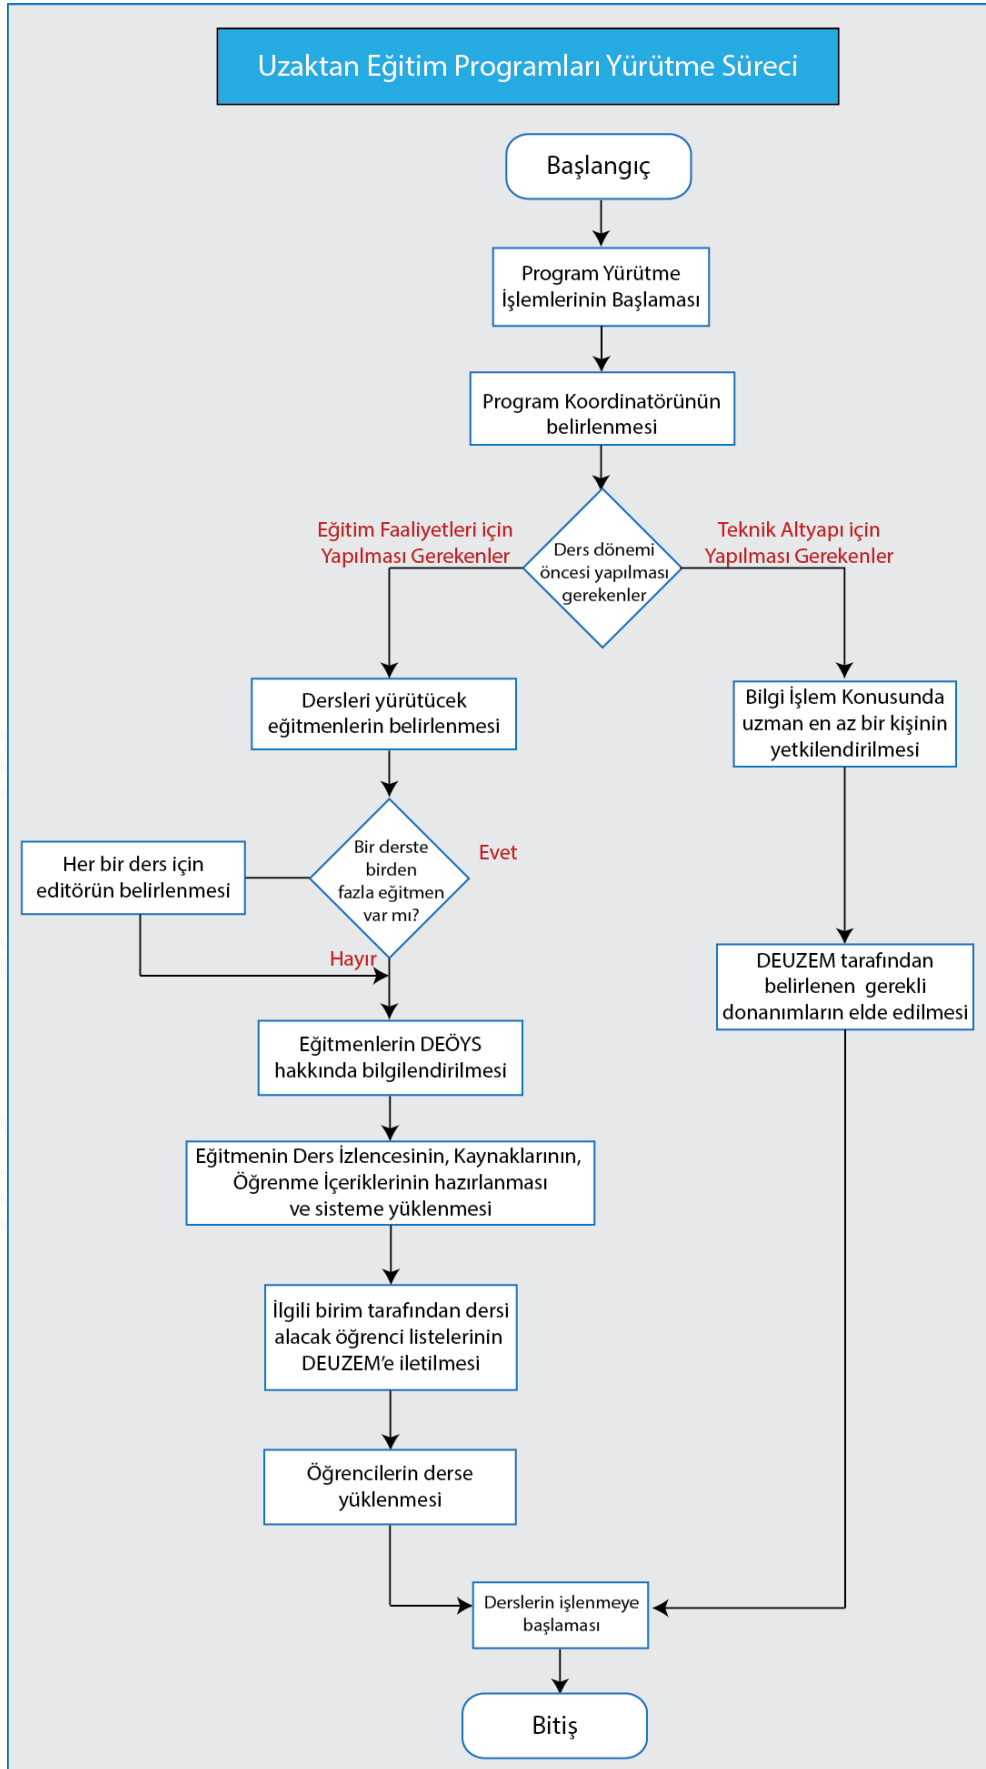 Uzaktan Eğitim Programları Yürütme Süreci
Başlangıç
Program Yürütme
İşlemlerinin Başlaması
Program Koordinatörünün
belirlenmesi
Eğitim Faaliyetleri için
Yapılması Gerekenler
Ders dönemi
öncesi yapılması
gerekenler
Teknik Altyapı için
Yapılması Gerekenler
Dersleri yürütücek
eğitmenlerin belirlenmesi
Bilgi İşlem Konusunda
uzman en az bir kişinin
yetkilendirilmesi
Her bir ders için
editörün belirlenmesi
Bir derste
birden
fazla eğitmen
var mı?
Evet
Hayır
DEUZEM tarafından
belirlenen gerekli
donanımların elde edilmesi
Eğitmenlerin DEÖYS
hakkında bilgilendirilmesi
Eğitmenin Ders İzlencesinin, Kaynaklarının,
Öğrenme İçeriklerinin hazırlanması
ve sisteme yüklenmesi
İlgili birim tarafından dersi
alacak öğrenci listelerinin
DEUZEM'e iletilmesi
Öğrencilerin derse
yüklenmesi
Derslerin işlenmeye
başlaması
Bitiş